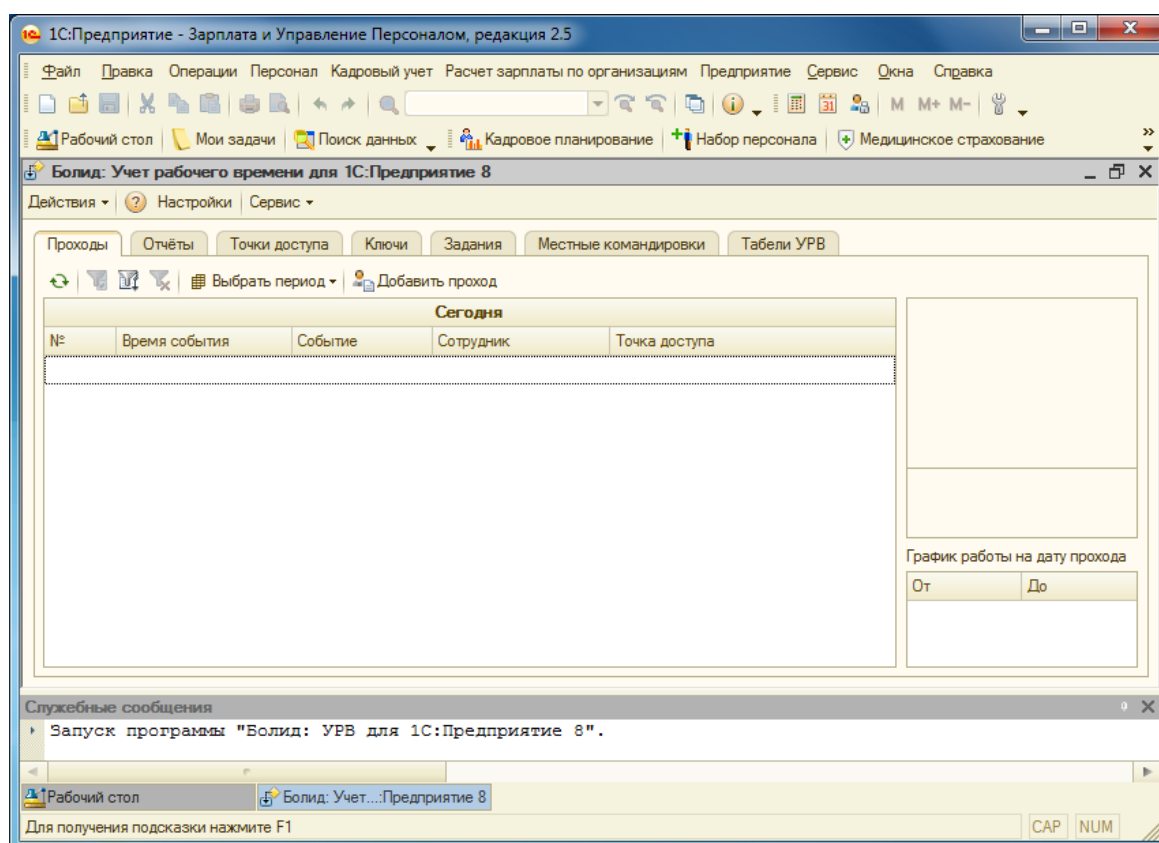 1С:Предприятие - Зарплата и Управление Персоналом, редакция 2.5
Файл Правка Операции Персонал Кадровый учет Расчет зарплаты по организациям Предприятие Сервис Окна Справка
31 M M+ M-
Рабочий стол Мои задачи Поиск данных Кадровое планирование Набор персонала Медицинское страхование
Болид: Учет рабочего времени для 1С:Предприятие 8
Действия Настройки Сервис
Проходы Отчёты Точки доступа Ключи Задания Местные командировки Табели УРВ
Выбрать период Добавить проход
Сегодня
№ Время события Событие Сотрудник Точка доступа
График работы на дату прохода
От До
Служебные сообщения
Запуск программы "Болид: УРВ для 1С:Предприятие 8".
Рабочий стол Болид: Учет...:Предприятие 8
Для получения подсказки нажмите F1 CAP NUM